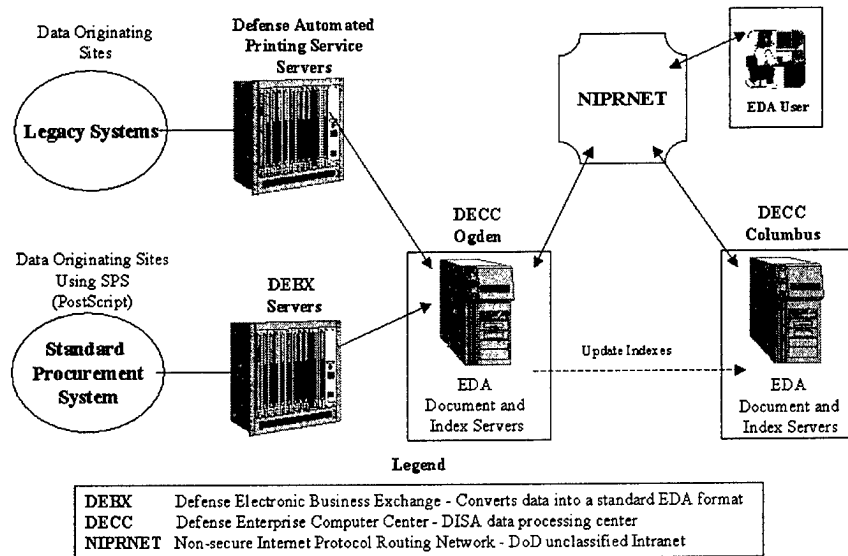 Data Originating
Sites
Legacy Systems
Defense Automated
Printing Service
Servers
NIPRNET
EDA User
Data Originating Sites
Using SPS
(PostScript)
Standard
Procurement
System
DEBX
Servers
DECC
Ogden
EDA
Document and
Index Servers
Update Indexes
DECC
Columbus
EDA
Document and
Index Servers
Legend
DEBX Defense Electronic Business Exchange - Converts data into a standard EDA format
DECC Defense Enterprise Computer Center - DISA data processing center
NIPRNET Non-secure Internet Protocol Routing Network - DoD unclassified Intranet